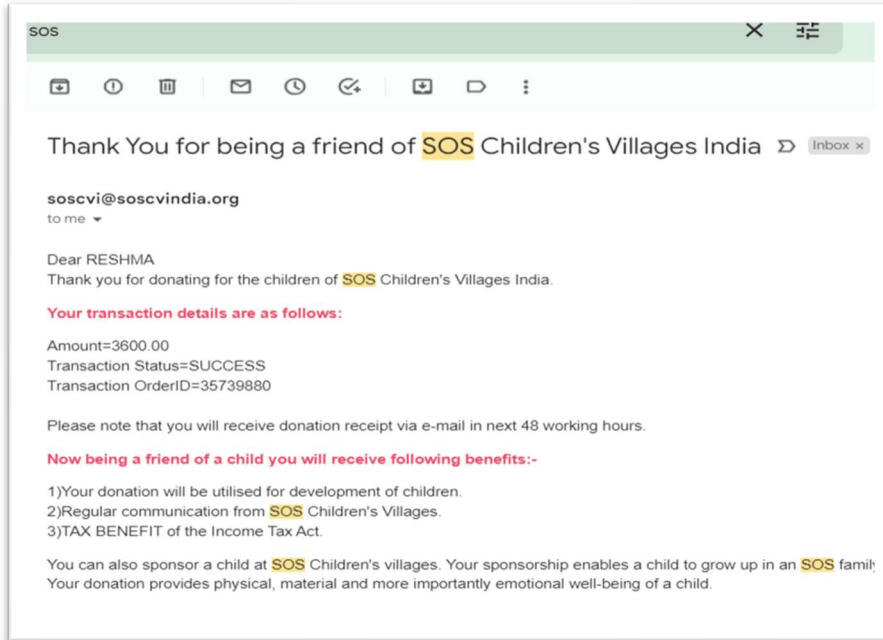 sos
Thank You for being a friend of SOS Children's Villages India Inbox ×
soscvi@soscvindia.org
to me
Dear RESHMA
Thank you for donating for the children of SOS Children's Villages India.
Your transaction details are as follows:
Amount=3600.00
Transaction Status=SUCCESS
Transaction OrderID=35739880
Please note that you will receive donation receipt via e-mail in next 48 working hours.
Now being a friend of a child you will receive following benefits:-
1)Your donation will be utilised for development of children.
2)Regular communication from SOS Children's Villages.
3)TAX BENEFIT of the Income Tax Act.
You can also sponsor a child at SOS Children's villages. Your sponsorship enables a child to grow up in an SOS family
Your donation provides physical, material and more importantly emotional well-being of a child.